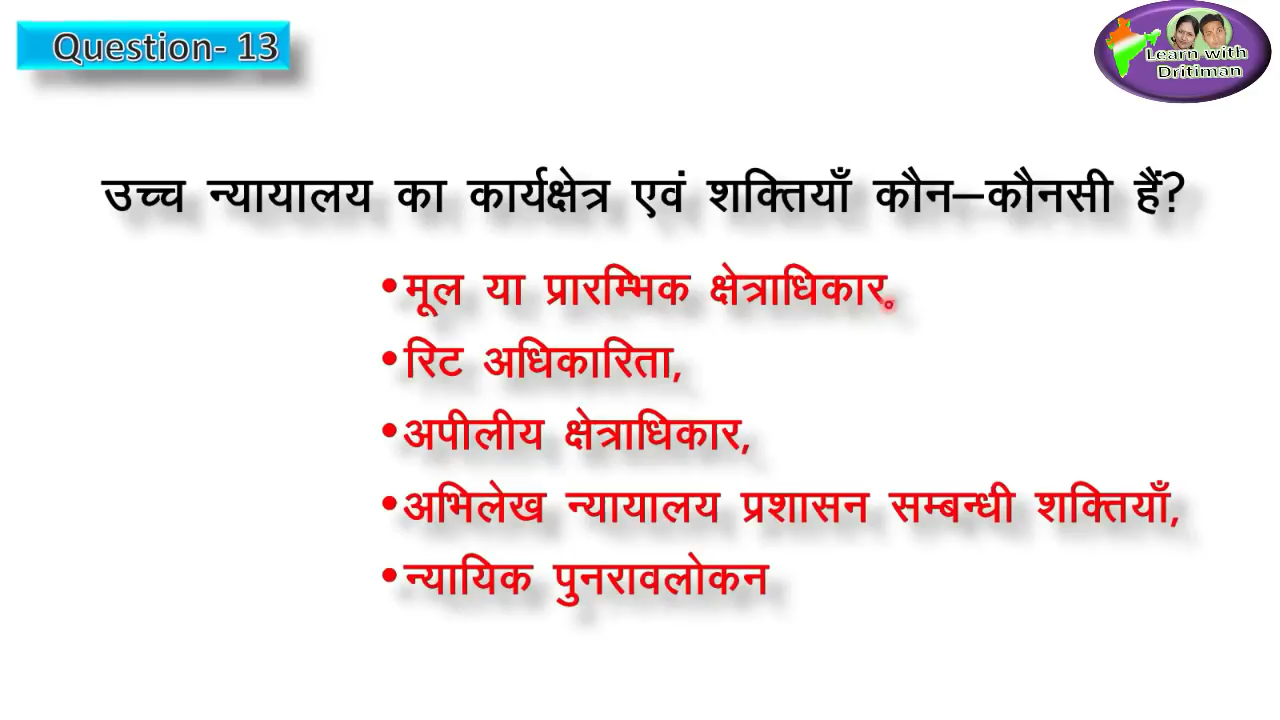 Question- 13
Learn with
Dritiman
उच्च न्यायालय का कार्यक्षेत्र एवं शक्तियाँ कौन–कौनसी हैं?
•मूल या प्रारम्भिक क्षेत्राधिकार,
•रिट अधिकारिता,
•अपीलीय क्षेत्राधिकार,
•अभिलेख न्यायालय प्रशासन सम्बन्धी शक्तियाँ,
•न्यायिक पुनरावलोकन